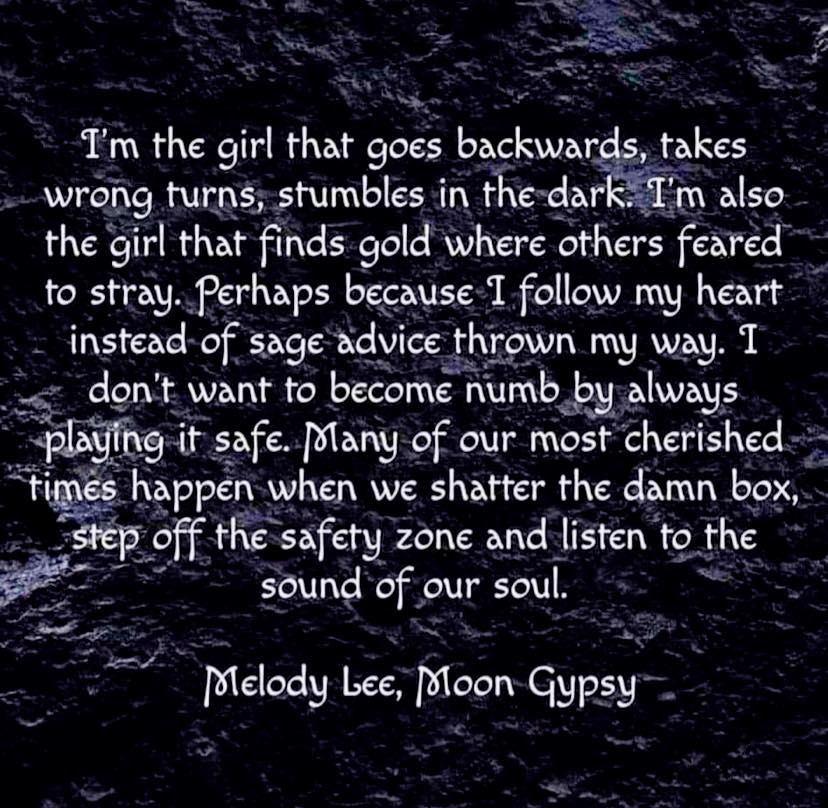 I'm the girl that goes backwards, takes
wrong turns, stumbles in the dark. I'm also
the girl that finds gold where others feared
to stray. Perhaps because I follow my heart
instead of sage advice thrown my way. I
don't want to become numb by always
playing it safe. Many of our most cherished
times happen when we shatter the damn box,
step off the safety zone and listen to the
sound of our soul.
Melody Lee, Moon Gypsy